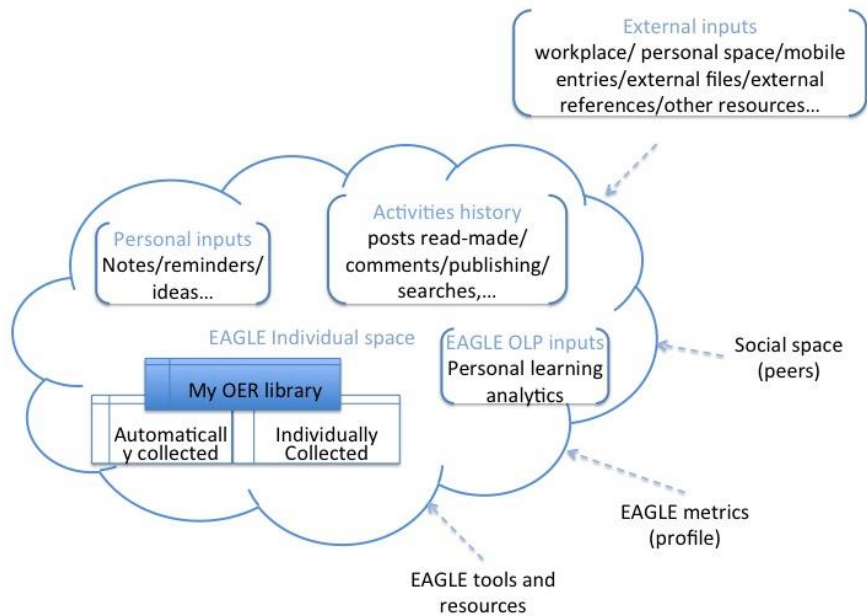 External inputs
workplace/ personal space/mobile
entries/external files/external
references/other resources...
Activities history
posts read-made/
comments/publishing/
searches,...
Personal inputs
Notes/reminders/
ideas...
EAGLE Individual space
EAGLE OLP inputs
Personal learning
analytics
My OER library
Automaticall
y collected
Individually
Collected
Social space
(peers)
EAGLE metrics
(profile)
EAGLE tools and
resources